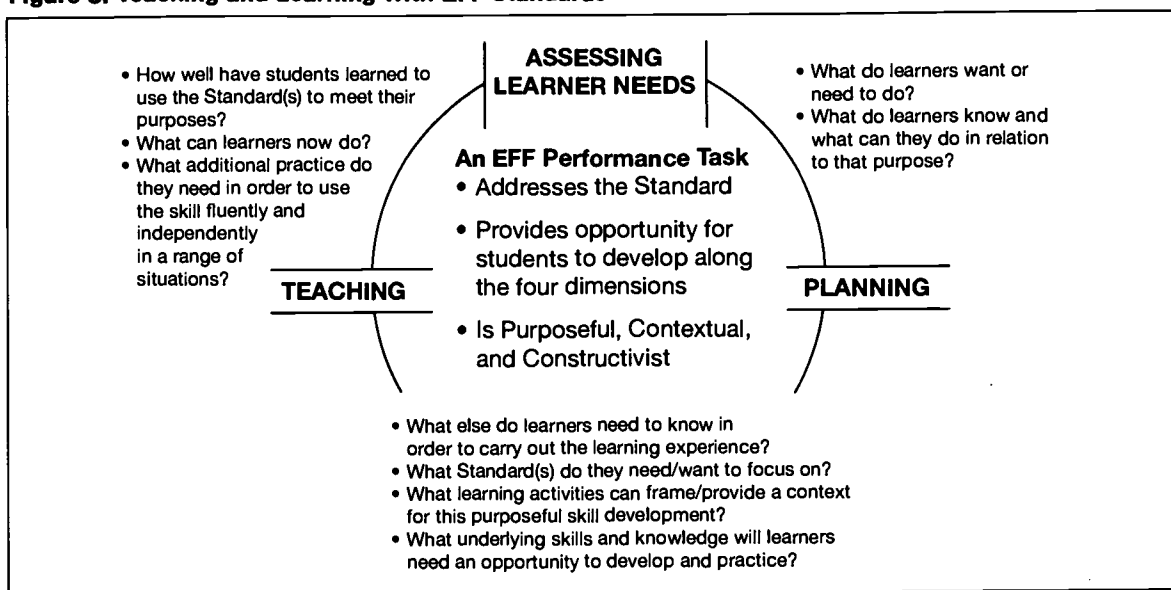 • How well have students learned to
use the Standard(s) to meet their
purposes?
• What can learners now do?
• What additional practice do
they need in order to use
the skill fluently and
independently
in a range of
situations?
ASSESSING
LEARNER NEEDS
• What do learners want or
need to do?
• What do learners know and
what can they do in relation
to that purpose?
An EFF Performance Task
• Addresses the Standard
• Provides opportunity for
students to develop along
the four dimensions
• Is Purposeful, Contextual,
and Constructivist
TEACHING
PLANNING
• What else do learners need to know in
order to carry out the learning experience?
• What Standard(s) do they need/want to focus on?
• What learning activities can frame/provide a context
for this purposeful skill development?
• What underlying skills and knowledge will learners
need an opportunity to develop and practice?